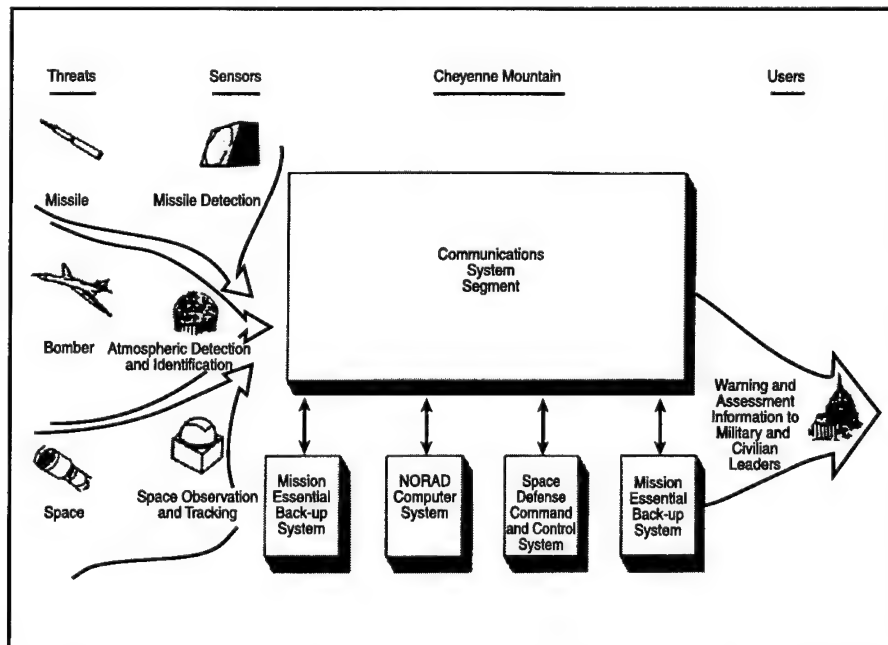 Threats
Sensors
Cheyenne Mountain
Users
Missile
Missile Detection
Communications
System
Segment
Bomber
Atmospheric Detection
and Identification
Warning and
Assessment
Information to
Military and
Civilian
Leaders
Space
Space Observation
and Tracking
Mission
Essential
Back-up
System
NORAD
Computer
System
Space
Defense
Command
and Control
System
Mission
Essential
Back-up
System